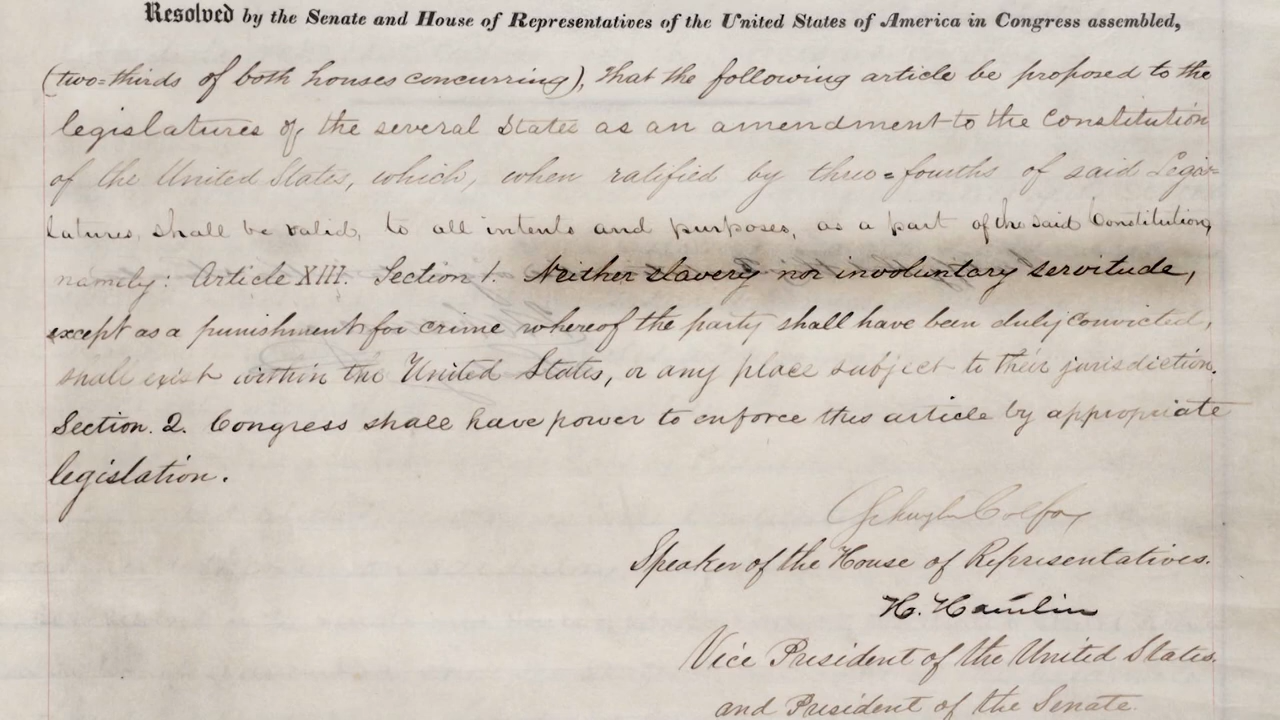 Resolved by the Senate and House of Representatives of the United States of America in Congress assembled,
(two-thirds of both houses concurring), that the following article be proposed to the
legislatures of the several States as an amendment to the Constitution
of the United States, which, when ratified by three-fourths of said Legis-
latures, shall be valid, to all intents and purposes, as a part of the said Constitution,
namely: Article XIII. Section 1. Neither slavery nor involuntary servitude,
except as a punishment for crime whereof the party shall have been duly convicted,
shall exist within the United States, or any place subject to their jurisdiction.
Section. 2. Congress shall have power to enforce this article by appropriate
legislation.
Schuyler Colfax
Speaker of the House of Representatives.
H. Hamlin
Vice President of the United States.
and President of the Senate